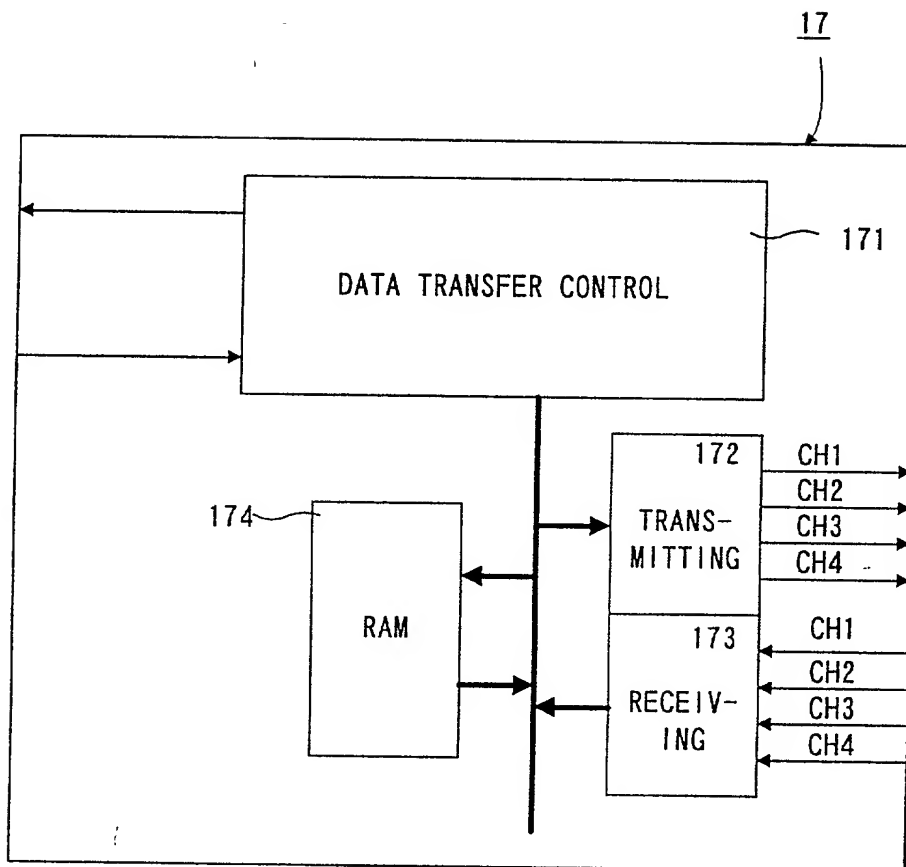 17
171
DATA TRANSFER CONTROL
172
TRANS-
MITTING
CH1
CH2
CH3
CH4
174
RAM
173
RECEIV-
ING
CH1
CH2
CH3
CH4